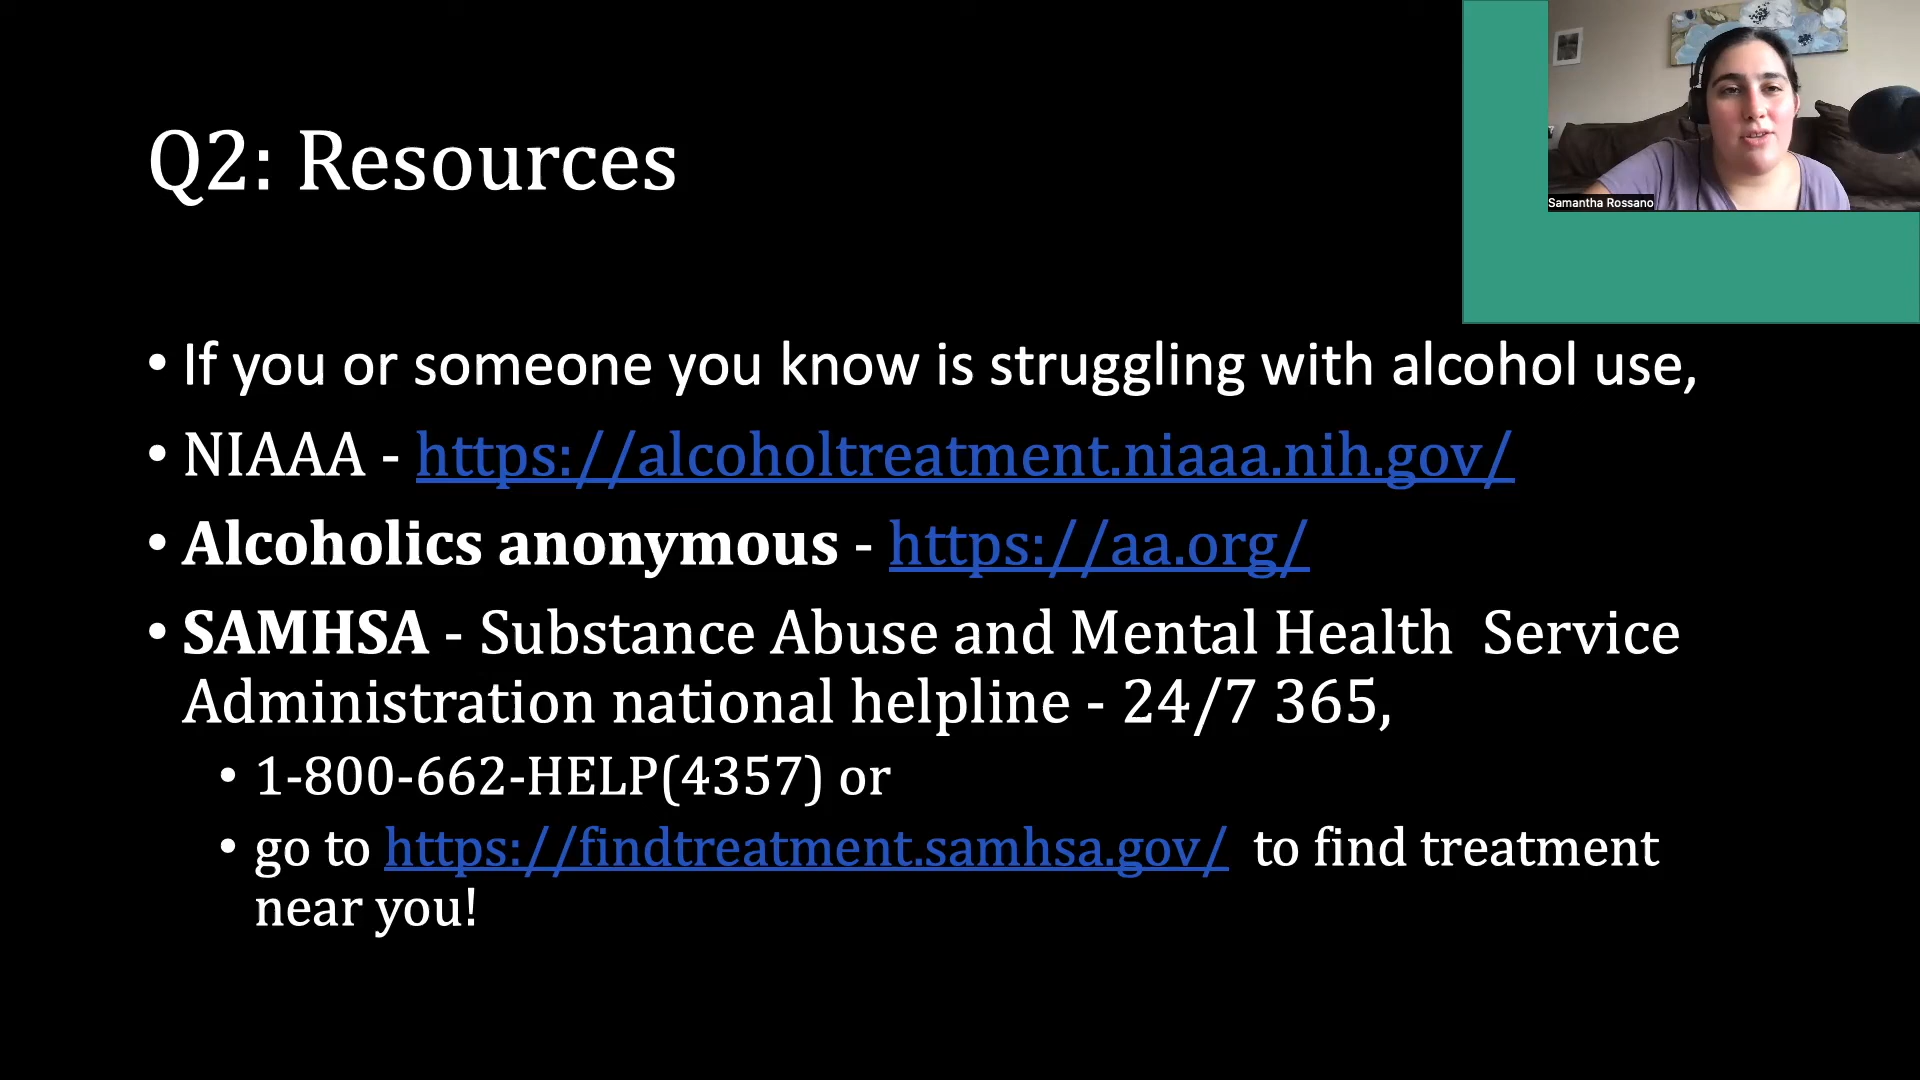 Samantha Rossano
Q2: Resources
• If you or someone you know is struggling with alcohol use,
• NIAAA - https://alcoholtreatment.niaaa.nih.gov/
• Alcoholics anonymous - https://aa.org/
• SAMHSA - Substance Abuse and Mental Health  Service
Administration national helpline - 24/7 365,
• 1-800-662-HELP(4357) or
• go to https://findtreatment.samhsa.gov/  to find treatment
near you!